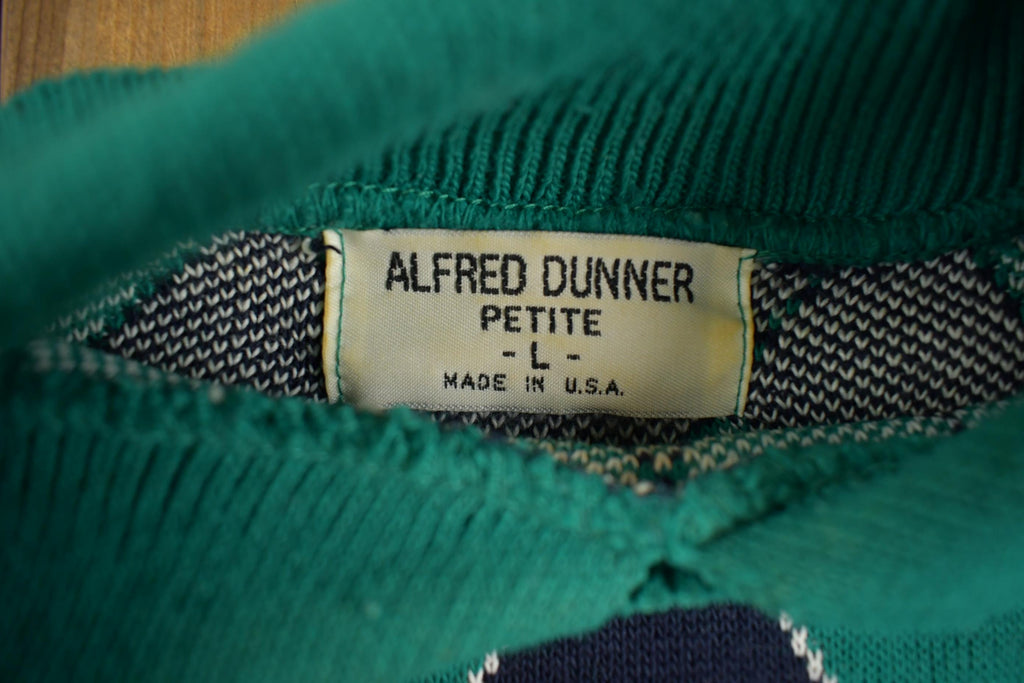 ALFRED DUNNER
PETITE
- L -
MADE IN U.S.A.